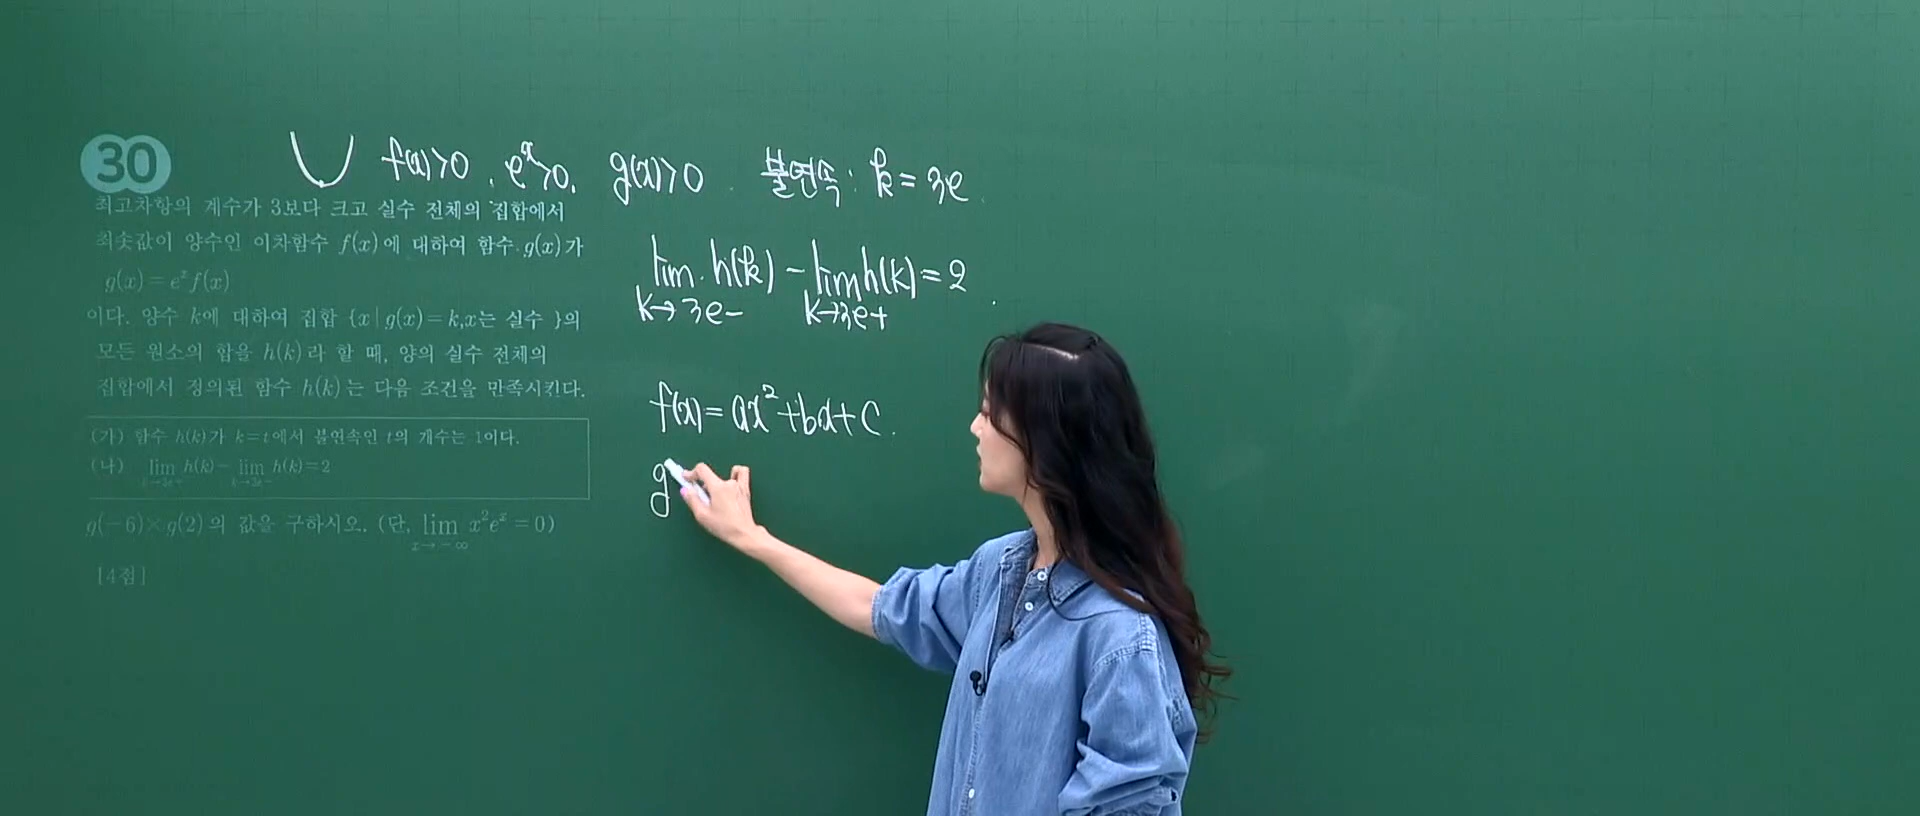 30
최고차항의 계수가 3보다 크고 실수 전체의 집합에서
최솟값이 양수인 이차함수 f(x)에 대하여 함수 g(x)가
g(x) = e^x f(x)
이다. 양수 k에 대하여 집합 {x | g(x) = k, x는 실수 }의
모든 원소의 합을 h(k)라 할 때, 양의 실수 전체의
집합에서 정의된 함수 h(k)는 다음 조건을 만족시킨다.
(가) 함수 h(k)가 k=t에서 불연속인 t의 개수는 1이다.
(나) lim_{k→3e+} h(k) − lim_{k→3e−} h(k) = 2
g(−6)×g(2)의 값을 구하시오. (단, lim_{x→−∞} x²e^x = 0)
[4점]
f(x)>0 . e^x>0. g(x)>0 . 불연속 : k = 3e .
lim_{k→3e−} h(k) − lim_{k→3e+} h(k) = 2 .
f(x) = ax²+bx+c .
g